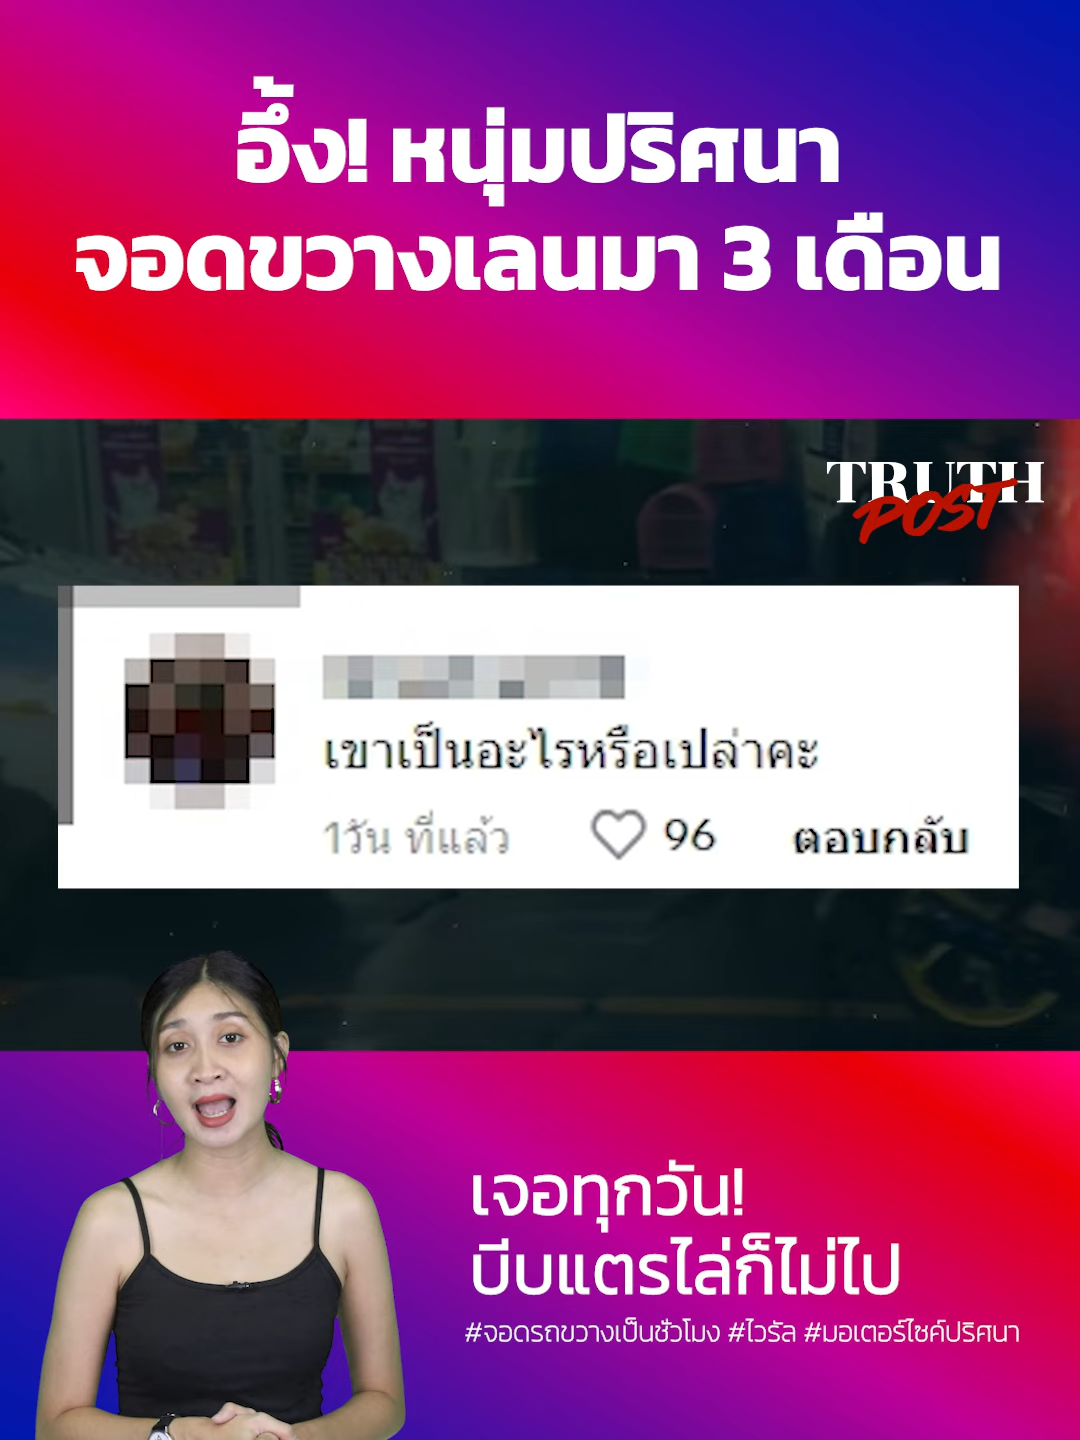 อึ้ง! หนุ่มปริศนา
จอดขวางเลนมา 3 เดือน
TRUTH
POST
เขาเป็นอะไรหรือเปล่าคะ
1วัน ที่แล้ว 96 ตอบกลับ
เจอทุกวัน!
บีบแตรไล่ก็ไม่ไป
#จอดรถขวางเป็นชั่วโมง #ไวรัล #มอเตอร์ไซค์ปริศนา